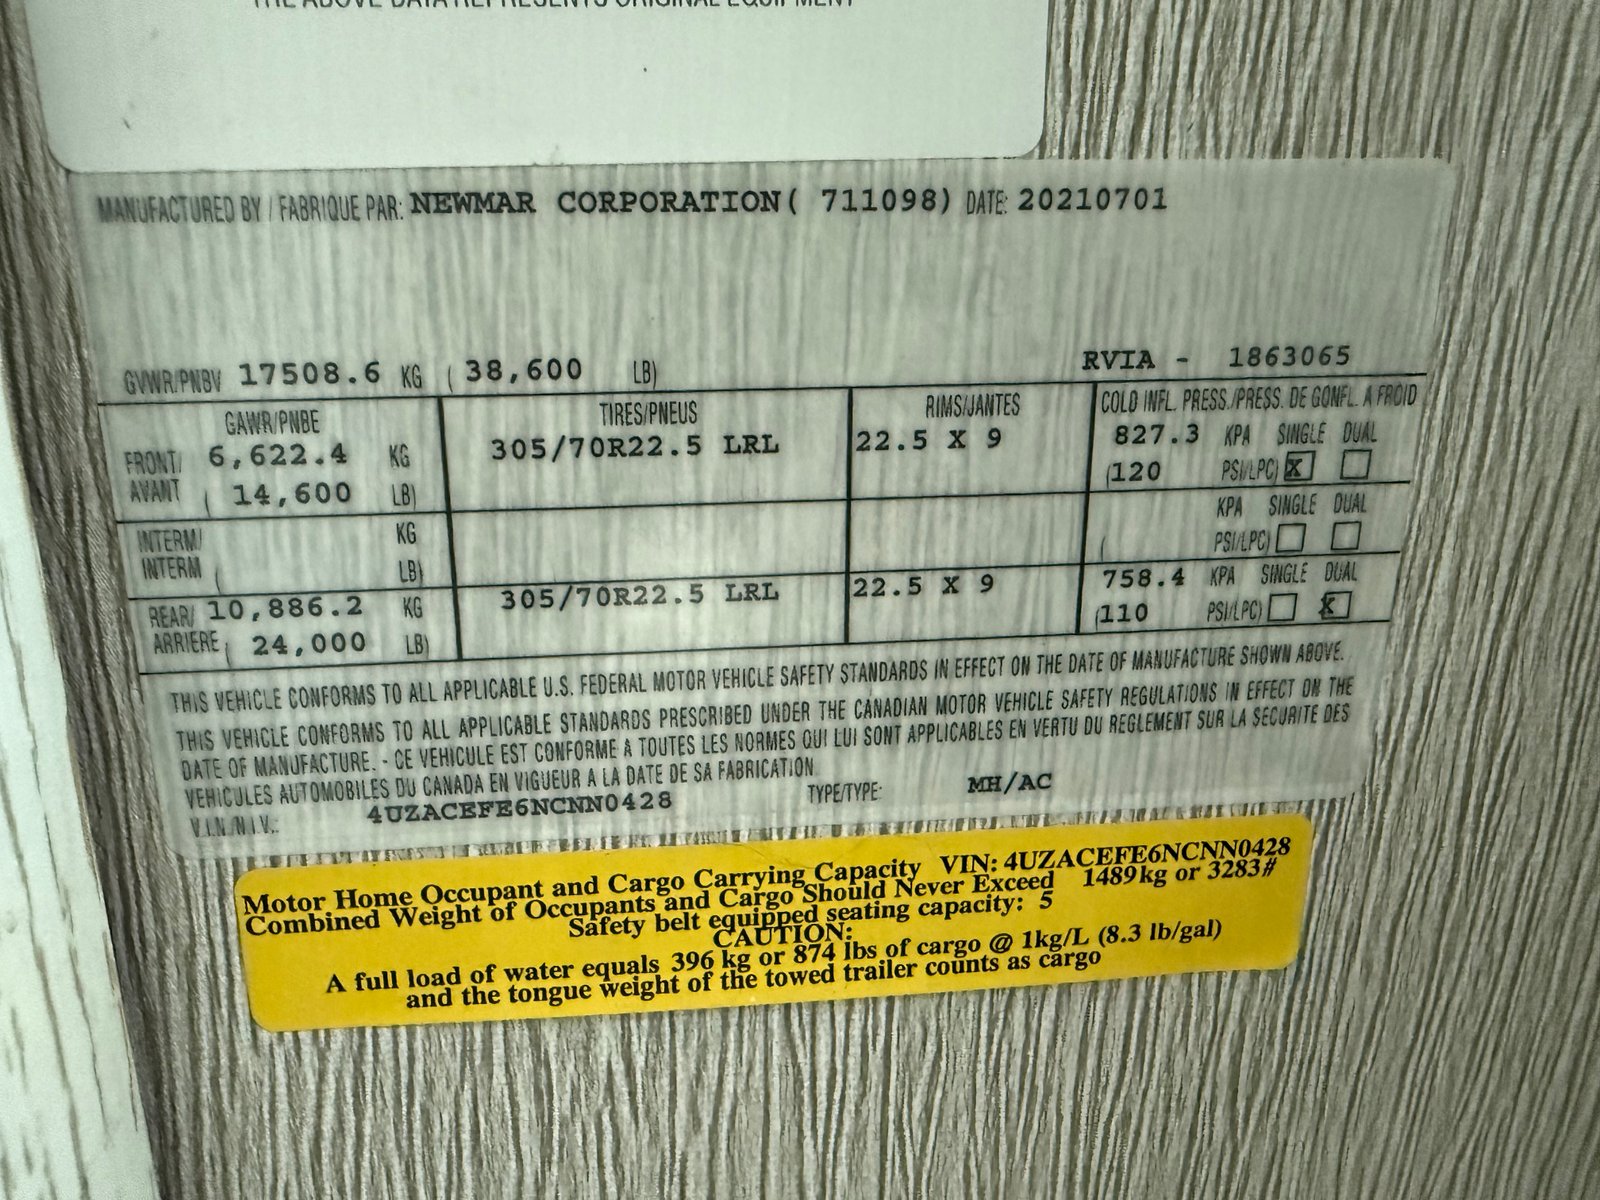 THE ABOVE DATA REPRESENTS ORIGINAL EQUIPMENT
MANUFACTURED BY / FABRIQUE PAR: NEWMAR CORPORATION( 711098) DATE: 20210701
RVIA - 1863065
GVWR/PNBV 17508.6 KG ( 38,600 LB)
GAWR/PNBE TIRES/PNEUS RIMS/JANTES COLD INFL. PRESS./PRESS. DE GONFL. A FROID
FRONT/ 6,622.4 KG 305/70R22.5 LRL 22.5 X 9 827.3 KPA SINGLE DUAL
AVANT ( 14,600 LB) (120 PSI/LPC) X
INTERM/ KG KPA SINGLE DUAL
INTERM ( LB) ( PSI/LPC)
REAR/ 10,886.2 KG 305/70R22.5 LRL 22.5 X 9 758.4 KPA SINGLE DUAL
ARRIERE ( 24,000 LB) (110 PSI/LPC) X
THIS VEHICLE CONFORMS TO ALL APPLICABLE U.S. FEDERAL MOTOR VEHICLE SAFETY STANDARDS IN EFFECT ON THE DATE OF MANUFACTURE SHOWN ABOVE.
THIS VEHICLE CONFORMS TO ALL APPLICABLE STANDARDS PRESCRIBED UNDER THE CANADIAN MOTOR VEHICLE SAFETY REGULATIONS IN EFFECT ON THE
DATE OF MANUFACTURE. - CE VEHICULE EST CONFORME A TOUTES LES NORMES QUI LUI SONT APPLICABLES EN VERTU DU REGLEMENT SUR LA SECURITE DES
VEHICULES AUTOMOBILES DU CANADA EN VIGUEUR A LA DATE DE SA FABRICATION
V.I.N./N.I.V.: 4UZACEFE6NCNN0428 TYPE/TYPE: MH/AC
Motor Home Occupant and Cargo Carrying Capacity VIN: 4UZACEFE6NCNN0428
Combined Weight of Occupants and Cargo Should Never Exceed 1489kg or 3283#
Safety belt equipped seating capacity: 5
CAUTION:
A full load of water equals 396 kg or 874 lbs of cargo @ 1kg/L (8.3 lb/gal)
and the tongue weight of the towed trailer counts as cargo